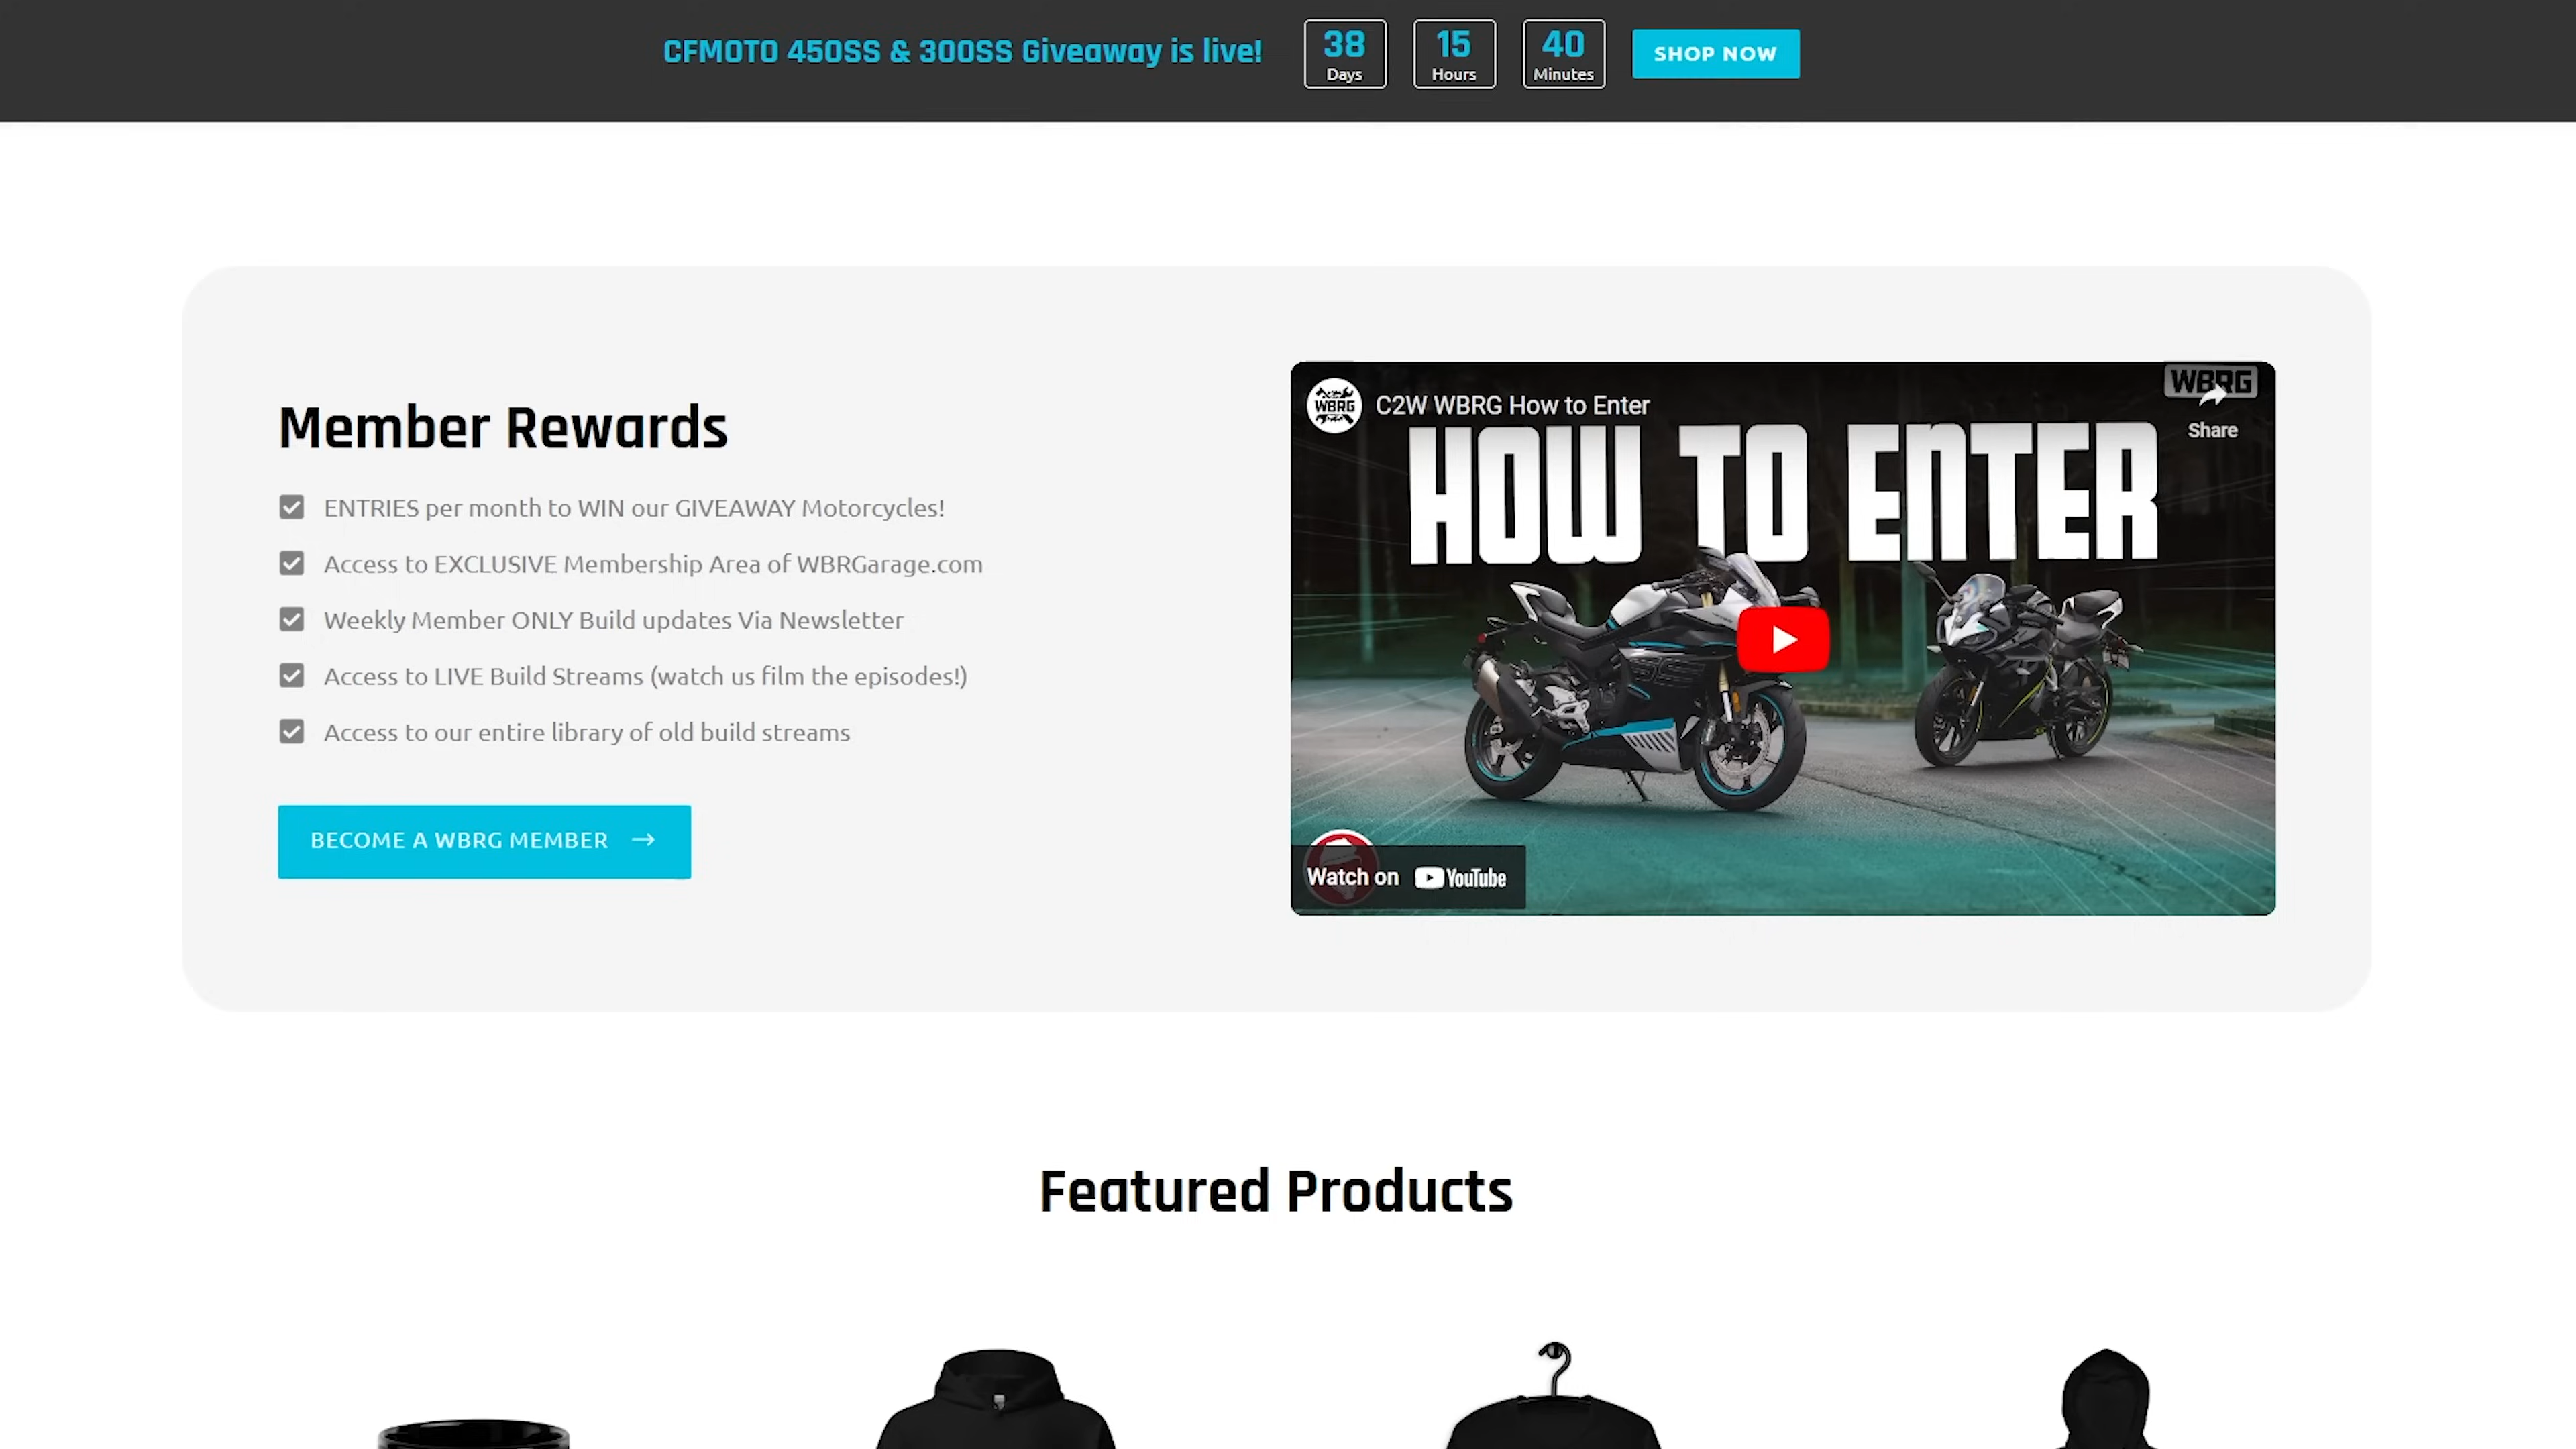 CFMOTO 450SS & 300SS Giveaway is live!
38
Days
15
Hours
40
Minutes
SHOP NOW
Member Rewards
ENTRIES per month to WIN our GIVEAWAY Motorcycles!
Access to EXCLUSIVE Membership Area of WBRGarage.com
Weekly Member ONLY Build updates Via Newsletter
Access to LIVE Build Streams (watch us film the episodes!)
Access to our entire library of old build streams
BECOME A WBRG MEMBER
WBRG
C2W WBRG How to Enter
WBRG
Share
HOW TO ENTER
SS
Watch on YouTube
Featured Products